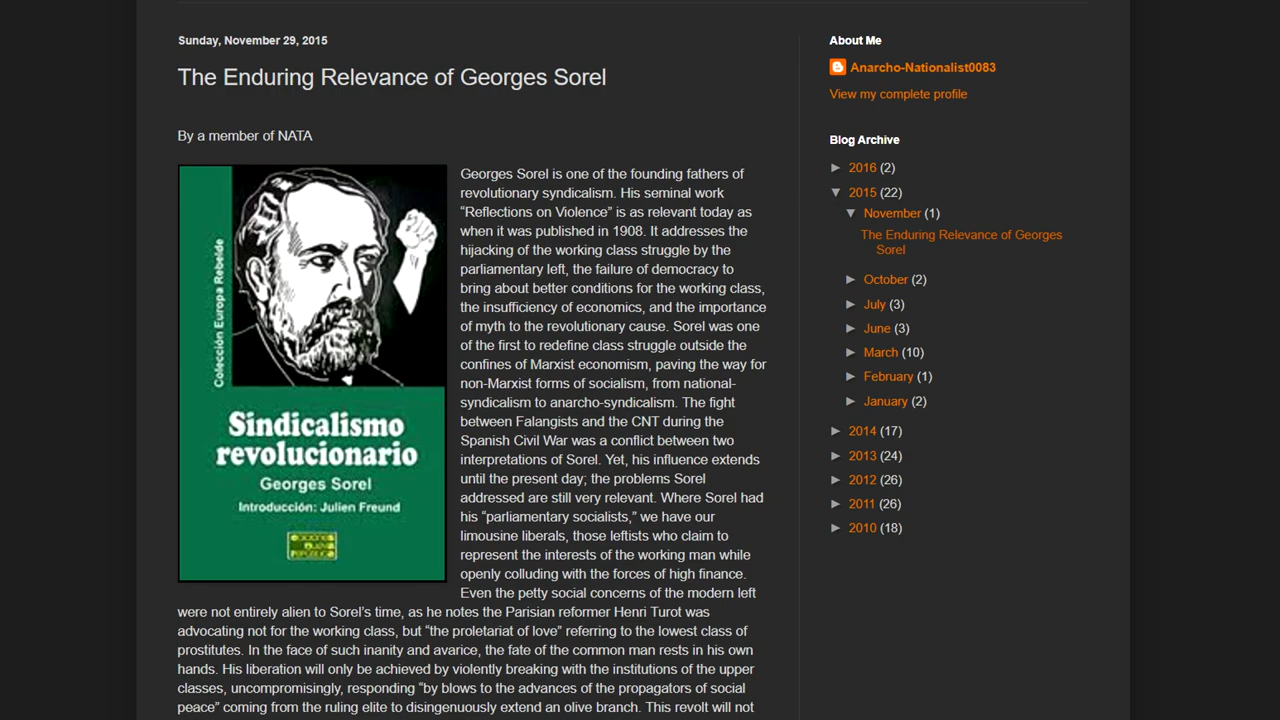 Sunday, November 29, 2015
The Enduring Relevance of Georges Sorel
By a member of NATA
Colección Europa Rebelde
Sindicalismo
revolucionario
Georges Sorel
Introducción: Julien Freund
Georges Sorel is one of the founding fathers of
revolutionary syndicalism. His seminal work
“Reflections on Violence” is as relevant today as
when it was published in 1908. It addresses the
hijacking of the working class struggle by the
parliamentary left, the failure of democracy to
bring about better conditions for the working class,
the insufficiency of economics, and the importance
of myth to the revolutionary cause. Sorel was one
of the first to redefine class struggle outside the
confines of Marxist economism, paving the way for
non-Marxist forms of socialism, from national-
syndicalism to anarcho-syndicalism. The fight
between Falangists and the CNT during the
Spanish Civil War was a conflict between two
interpretations of Sorel. Yet, his influence extends
until the present day; the problems Sorel
addressed are still very relevant. Where Sorel had
his “parliamentary socialists,” we have our
limousine liberals, those leftists who claim to
represent the interests of the working man while
openly colluding with the forces of high finance.
Even the petty social concerns of the modern left
were not entirely alien to Sorel’s time, as he notes the Parisian reformer Henri Turot was
advocating not for the working class, but “the proletariat of love” referring to the lowest class of
prostitutes. In the face of such inanity and avarice, the fate of the common man rests in his own
hands. His liberation will only be achieved by violently breaking with the institutions of the upper
classes, uncompromisingly, responding “by blows to the advances of the propagators of social
peace” coming from the ruling elite to disingenuously extend an olive branch. This revolt will not
About Me
Anarcho-Nationalist0083
View my complete profile
Blog Archive
► 2016 (2)
▼ 2015 (22)
▼ November (1)
The Enduring Relevance of Georges
Sorel
► October (2)
► July (3)
► June (3)
► March (10)
► February (1)
► January (2)
► 2014 (17)
► 2013 (24)
► 2012 (26)
► 2011 (26)
► 2010 (18)